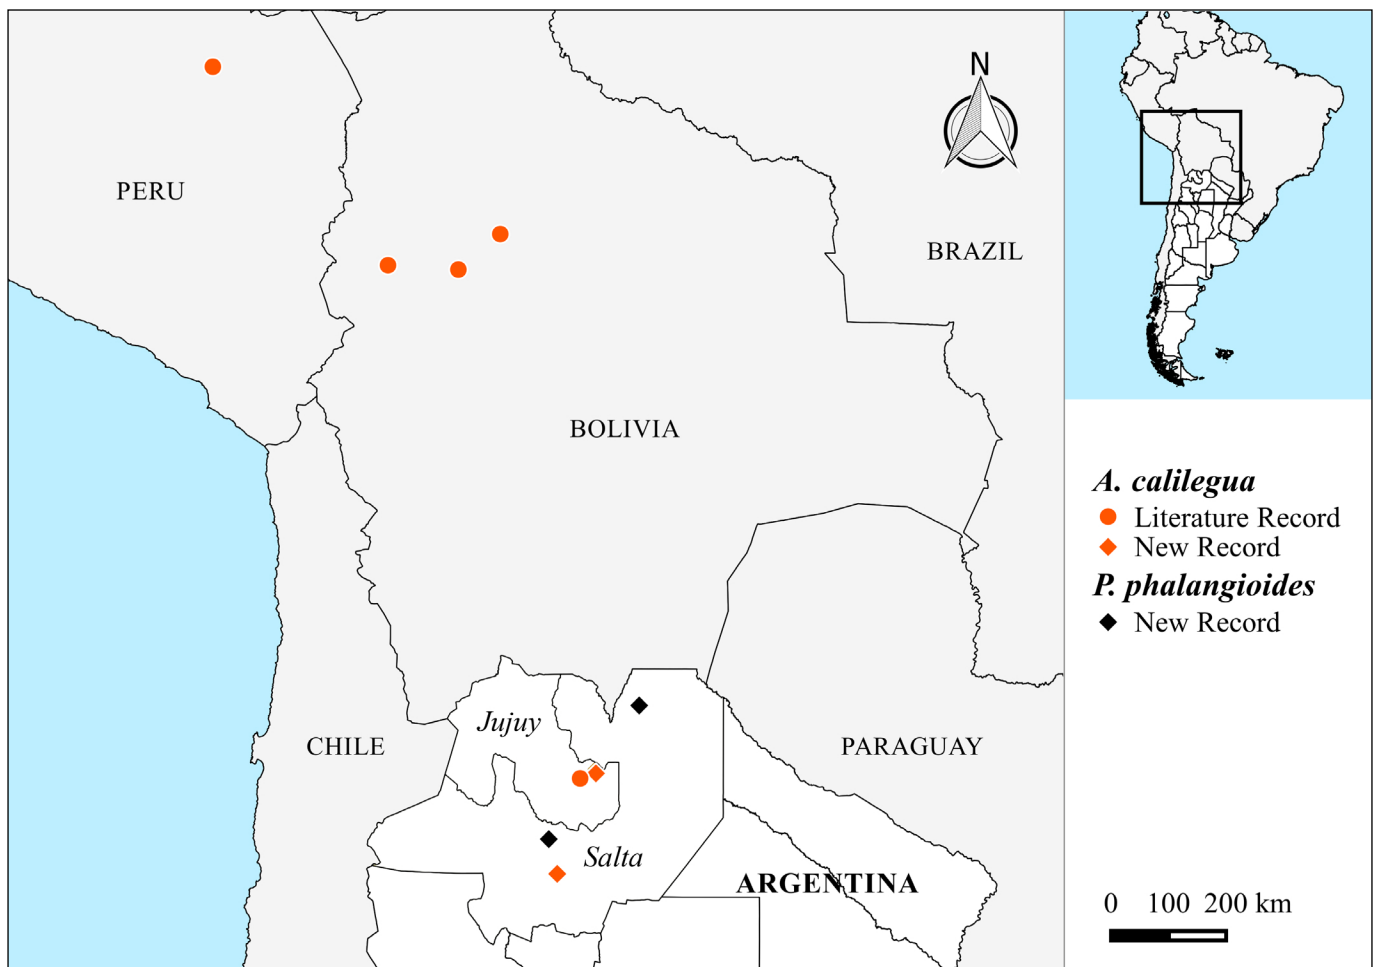 N
PERU
BRAZIL
BOLIVIA
Jujuy
CHILE
PARAGUAY
Salta
ARGENTINA
A. calilegua
Literature Record
New Record
P. phalangioides
New Record
0 100 200 km